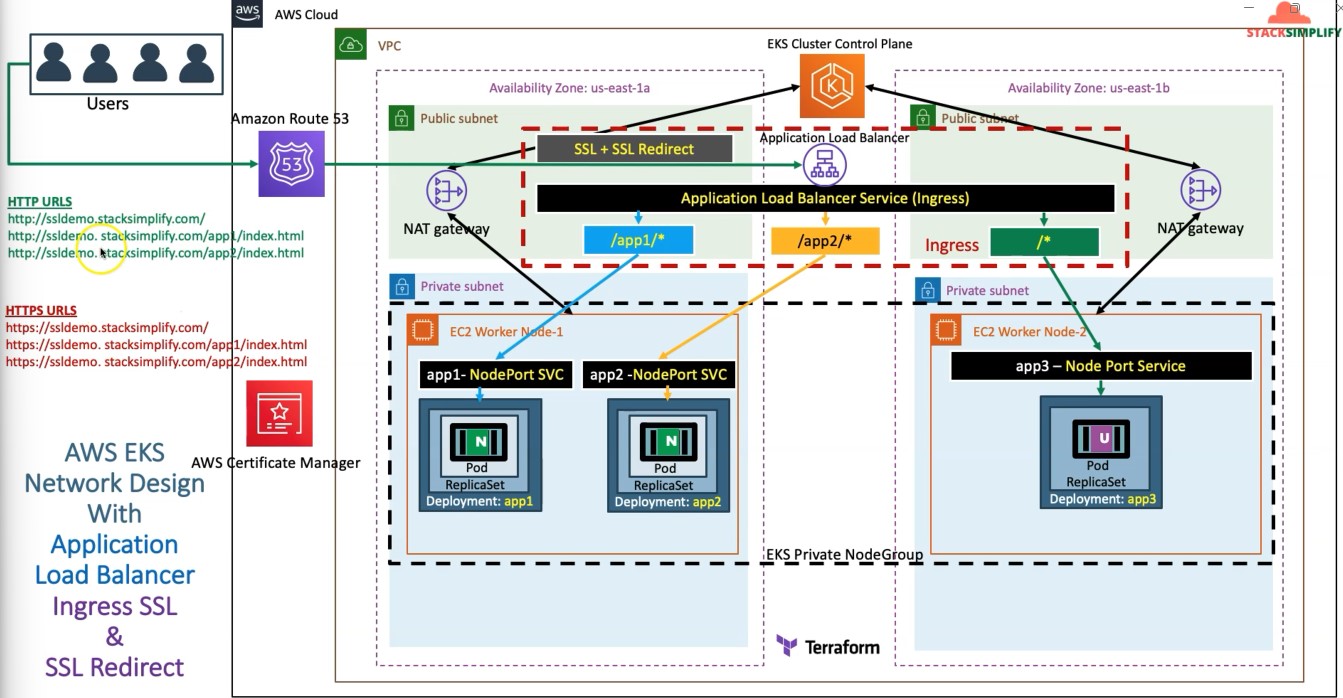 aws
AWS Cloud
STACKSIMPLIFY
VPC
EKS Cluster Control Plane
Users
Availability Zone: us-east-1a
Availability Zone: us-east-1b
Amazon Route 53
53
Public subnet
Public subnet
Application Load Balancer
SSL + SSL Redirect
K
Application Load Balancer Service (Ingress)
NAT gateway
NAT gateway
/app1/*
/app2/*
Ingress
/*
HTTP URLS
http://ssldemo.stacksimplify.com/
http://ssldemo. stacksimplify.com/app1/index.html
http://ssldemo. stacksimplify.com/app2/index.html
Private subnet
Private subnet
HTTPS URLS
https://ssldemo.stacksimplify.com/
https://ssldemo. stacksimplify.com/app1/index.html
https://ssldemo. stacksimplify.com/app2/index.html
EC2 Worker Node-1
EC2 Worker Node-2
app1- NodePort SVC
app2 -NodePort SVC
app3 – Node Port Service
N
Pod
ReplicaSet
Deployment: app1
N
Pod
ReplicaSet
Deployment: app2
U
Pod
ReplicaSet
Deployment: app3
AWS Certificate Manager
EKS Private NodeGroup
AWS EKS
Network Design
With
Application
Load Balancer
Ingress SSL
&
SSL Redirect
Terraform